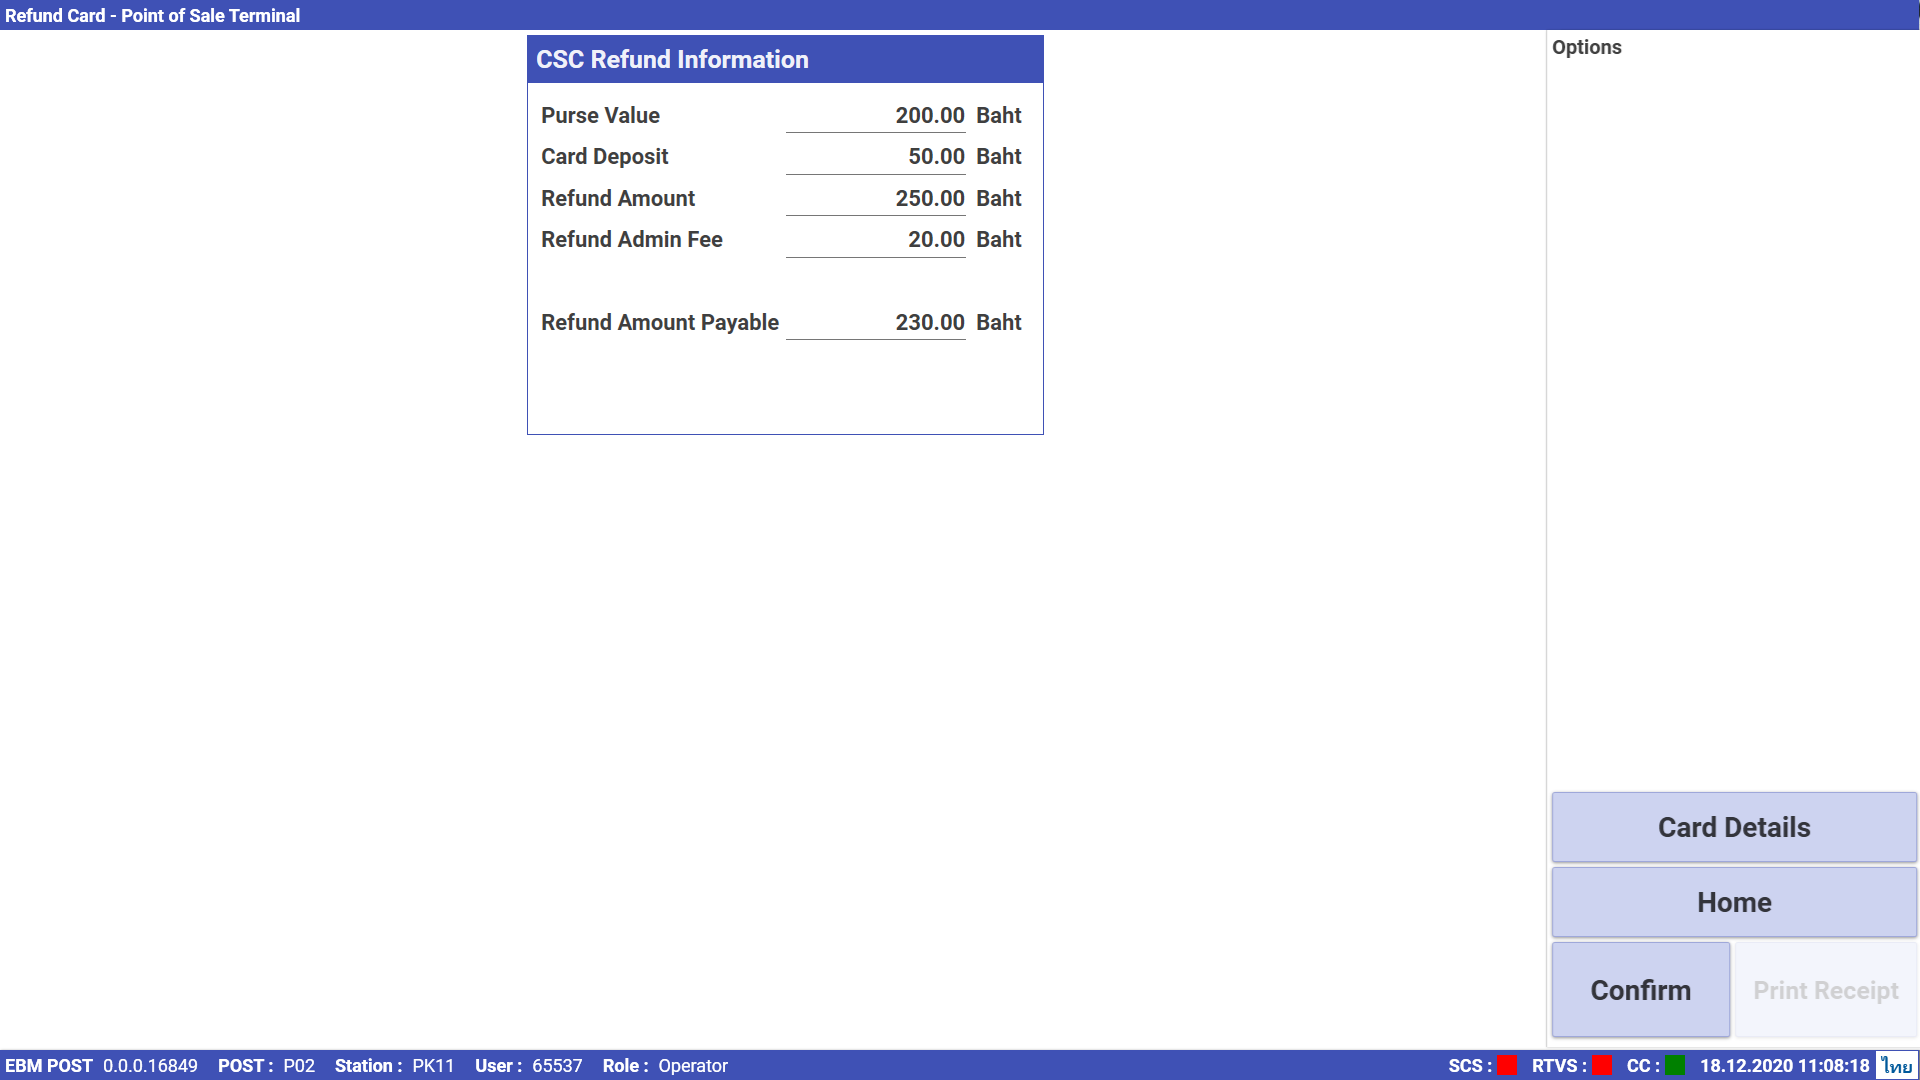 Refund Card - Point of Sale Terminal
CSC Refund Information
Purse Value 200.00 Baht
Card Deposit 50.00 Baht
Refund Amount 250.00 Baht
Refund Admin Fee 20.00 Baht
Refund Amount Payable 230.00 Baht
Options
Card Details
Home
Confirm Print Receipt
EBM POST 0.0.0.16849 POST : P02 Station : PK11 User : 65537 Role : Operator SCS : RTVS : CC : 18.12.2020 11:08:18 ไทย